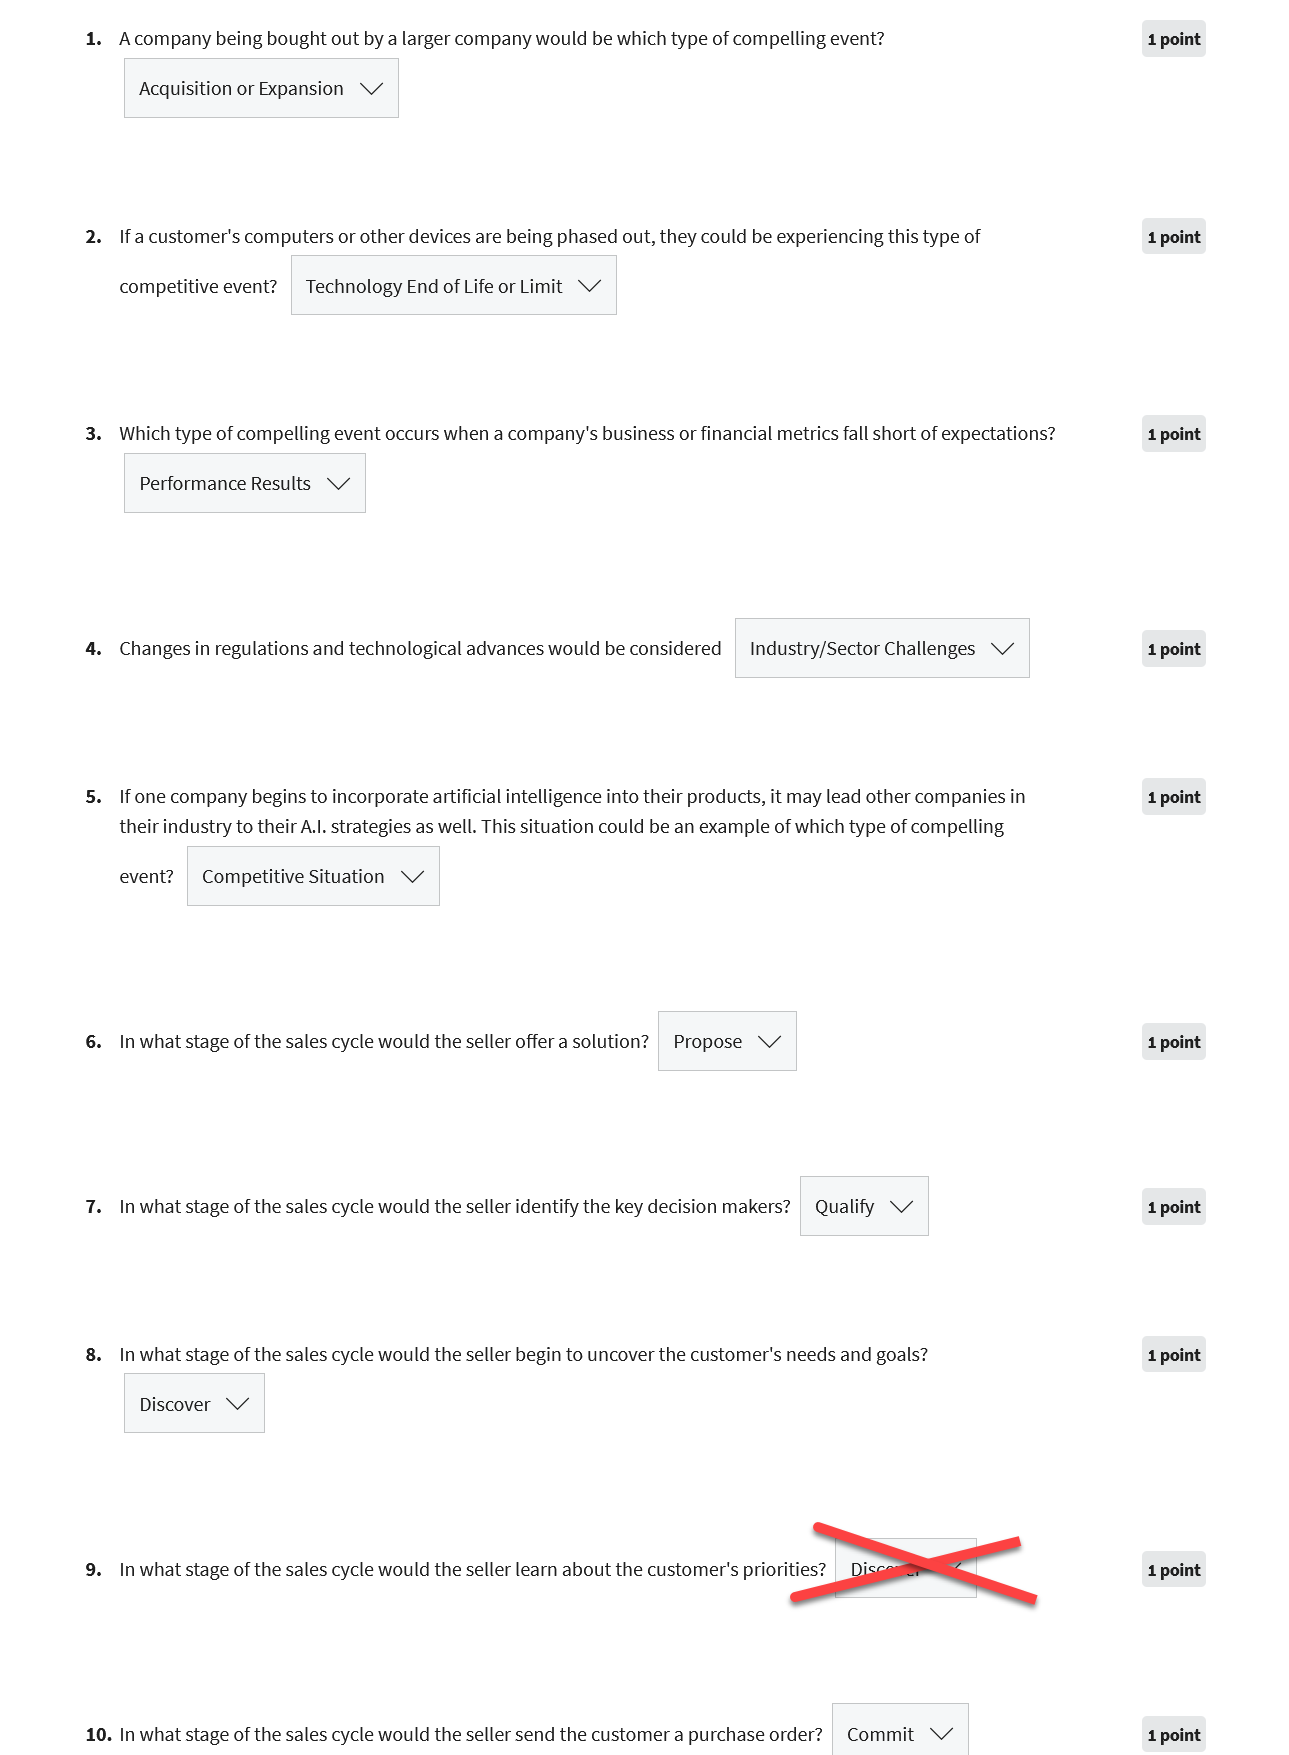 1. A company being bought out by a larger company would be which type of compelling event? 1 point
Acquisition or Expansion
2. If a customer's computers or other devices are being phased out, they could be experiencing this type of 1 point
competitive event? Technology End of Life or Limit
3. Which type of compelling event occurs when a company's business or financial metrics fall short of expectations? 1 point
Performance Results
4. Changes in regulations and technological advances would be considered Industry/Sector Challenges 1 point
5. If one company begins to incorporate artificial intelligence into their products, it may lead other companies in 1 point
their industry to their A.I. strategies as well. This situation could be an example of which type of compelling
event? Competitive Situation
6. In what stage of the sales cycle would the seller offer a solution? Propose 1 point
7. In what stage of the sales cycle would the seller identify the key decision makers? Qualify 1 point
8. In what stage of the sales cycle would the seller begin to uncover the customer's needs and goals? 1 point
Discover
9. In what stage of the sales cycle would the seller learn about the customer's priorities? Discover 1 point
10. In what stage of the sales cycle would the seller send the customer a purchase order? Commit 1 point